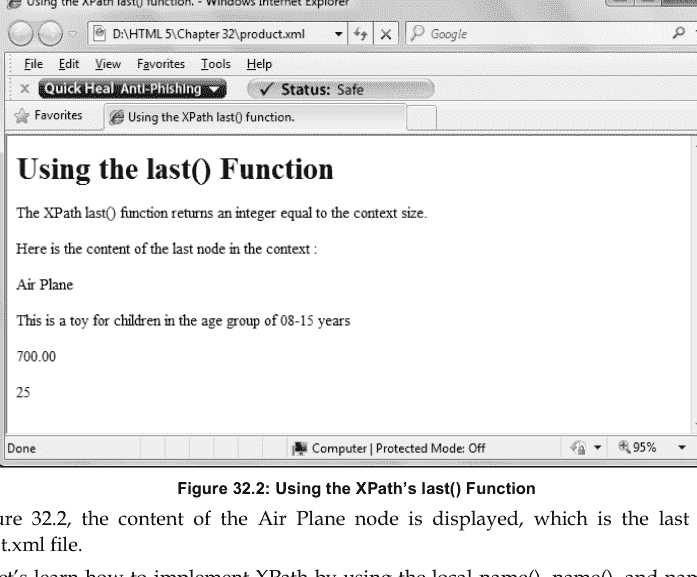 Using the XPath last() function. - Windows Internet Explorer
D:\HTML 5\Chapter 32\product.xml Google
File Edit View Favorites Tools Help
x Quick Heal Anti-Phishing Status: Safe
Favorites Using the XPath last() function.
Using the last() Function
The XPath last() function returns an integer equal to the context size.
Here is the content of the last node in the context :
Air Plane
This is a toy for children in the age group of 08-15 years
700.00
25
Done Computer | Protected Mode: Off 95%
Figure 32.2: Using the XPath's last() Function
ure 32.2, the content of the Air Plane node is displayed, which is the last
t.xml file.
let's learn how to implement XPath by using the local-name(), name(), and